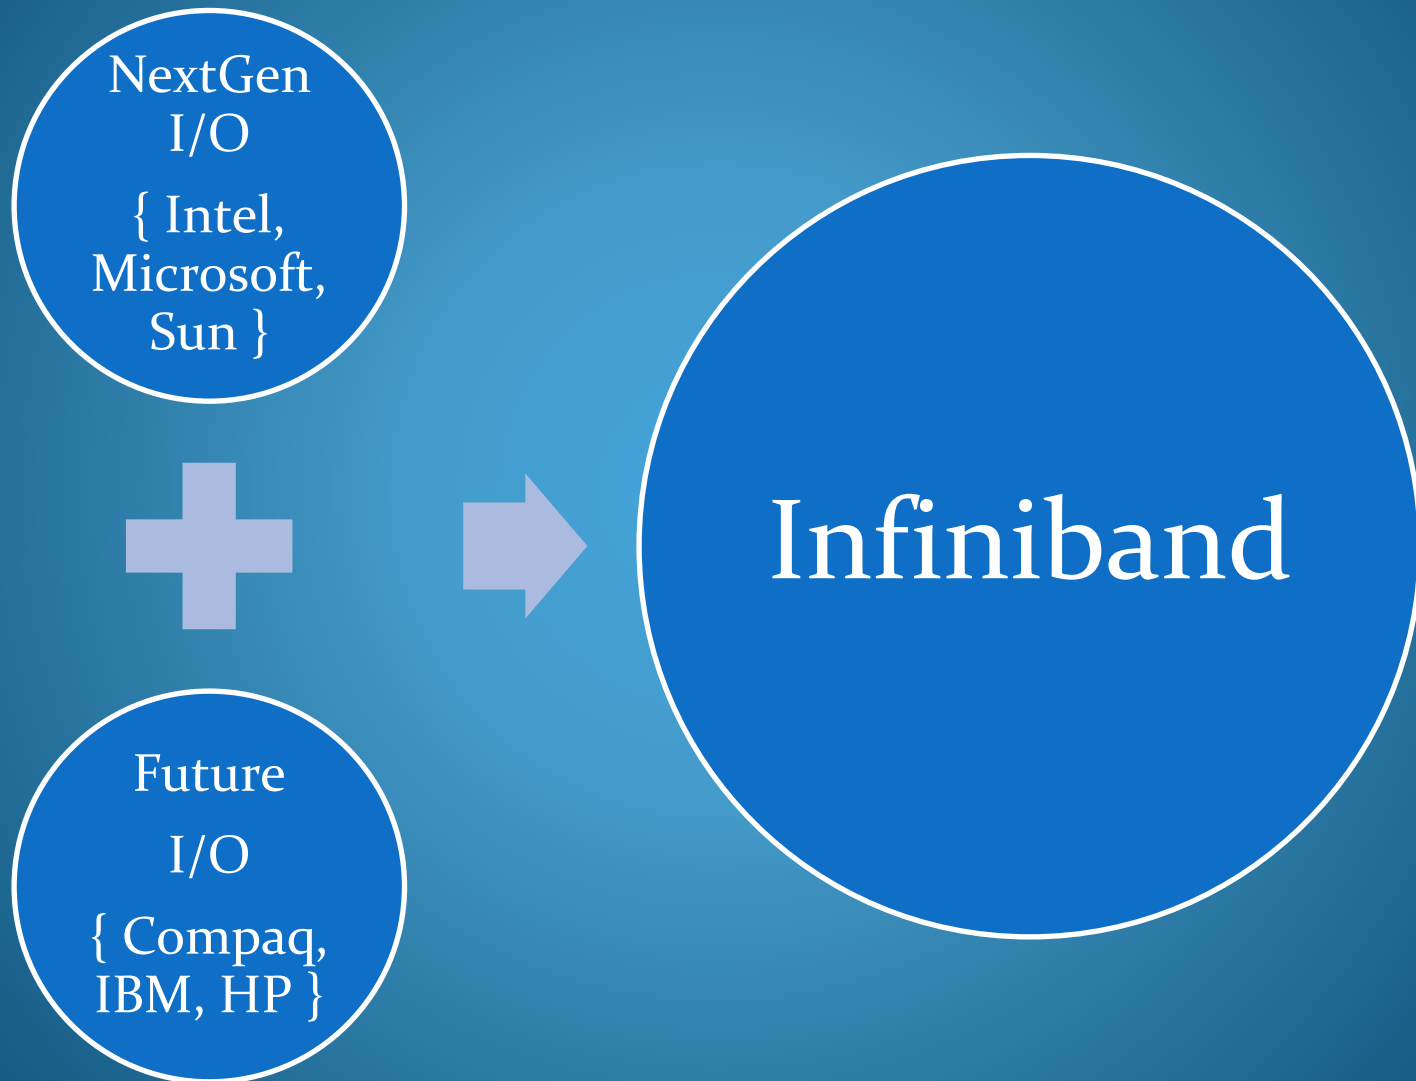 NextGen
I/O
{ Intel,
Microsoft,
Sun }
Future
I/O
{ Compaq,
IBM, HP }
Infiniband